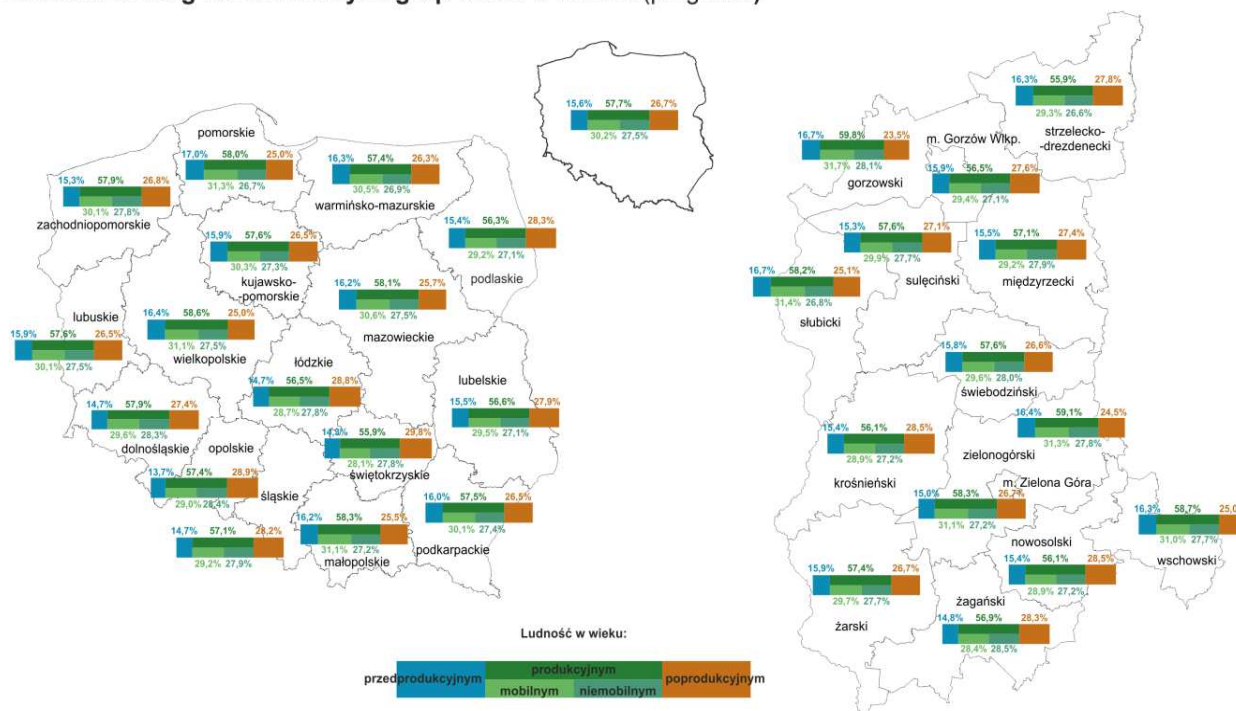 15,6% 57,7% 26,7%
30,2% 27,5%
pomorskie
17,0% 58,0% 25,0%
31,3% 26,7%
16,3% 57,4% 26,3%
30,5% 26,9%
warmińsko-mazurskie
15,3% 57,9% 26,8%
30,1% 27,8%
zachodniopomorskie
15,9% 57,6% 26,5%
30,3% 27,3%
kujawsko-
-pomorskie
15,4% 56,3% 28,3%
29,2% 27,1%
podlaskie
16,2% 58,1% 25,7%
30,6% 27,5%
mazowieckie
lubuskie
15,9% 57,6% 26,5%
30,1% 27,5%
16,4% 58,6% 25,0%
31,1% 27,5%
wielkopolskie
łódzkie
14,7% 56,5% 28,8%
28,7% 27,8%
lubelskie
15,5% 56,6% 27,9%
29,5% 27,1%
14,7% 57,9% 27,4%
29,6% 28,3%
dolnośląskie
opolskie
13,7% 57,4% 28,9%
29,0% 28,4%
55,9% 29,8%
28,1% 27,8%
świętokrzyskie
śląskie
14,7% 57,1% 28,2%
29,2% 27,9%
16,2% 58,3% 25,5%
31,1% 27,2%
małopolskie
16,0% 57,5% 26,5%
30,1% 27,4%
podkarpackie
16,3% 55,9% 27,8%
29,3% 26,6%
strzelecko-
-drezdenecki
16,7% 59,8% 23,5%
31,7% 28,1%
gorzowski
m. Gorzów Wlkp.
15,9% 56,5% 27,6%
29,4% 27,1%
15,3% 57,6% 27,1%
29,9% 27,7%
sulęciński
15,5% 57,1% 27,4%
29,2% 27,9%
międzyrzecki
16,7% 58,2% 25,1%
31,4% 26,8%
słubicki
15,8% 57,6% 26,6%
29,6% 28,0%
świebodziński
16,4% 59,1% 24,5%
31,3% 27,8%
zielonogórski
15,4% 56,1% 28,5%
28,9% 27,2%
krośnieński
m. Zielona Góra
15,0% 58,3% 26,7%
31,1% 27,2%
16,3% 58,7%
31,0% 27,7%
wschowski
nowosolski
15,4% 56,1% 28,5%
28,9% 27,2%
15,9% 57,4% 26,7%
29,7% 27,7%
żarski
żagański
14,8% 56,9% 28,3%
28,4% 28,5%
Ludność w wieku:
przedprodukcyjnym produkcyjnym poprodukcyjnym
mobilnym niemobilnym